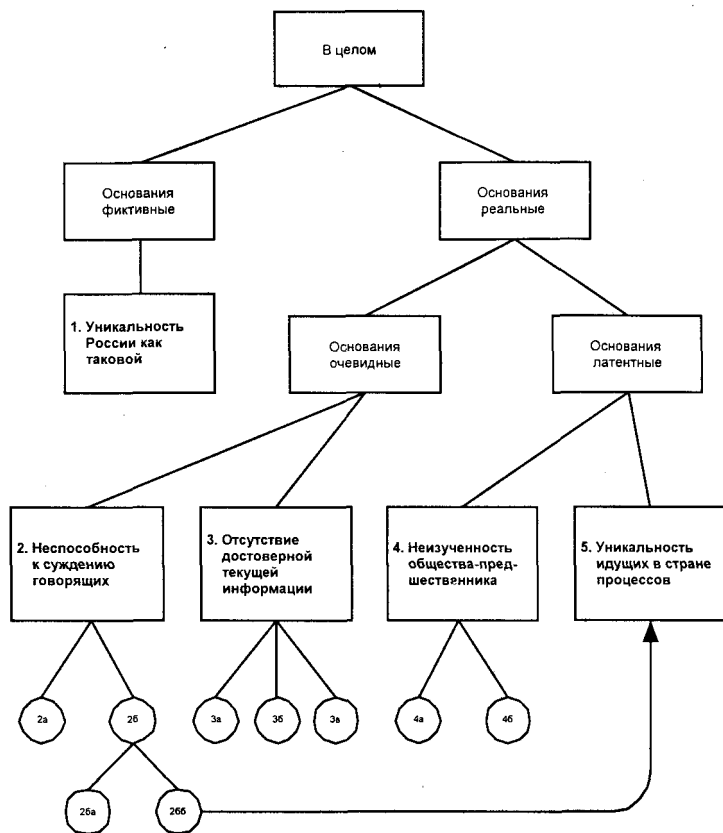 В целом
Основания
фиктивные
Основания
реальные
1. Уникальность
России как
таковой
Основания
очевидные
Основания
латентные
2. Неспособность
к суждению
говорящих
3. Отсутствие
достоверной
текущей
информации
4. Неизученность
общества-пред-
шественника
5. Уникальность
идущих в стране
процессов
2а
2б
3а
3б
3в
4а
4б
2ба
2бб